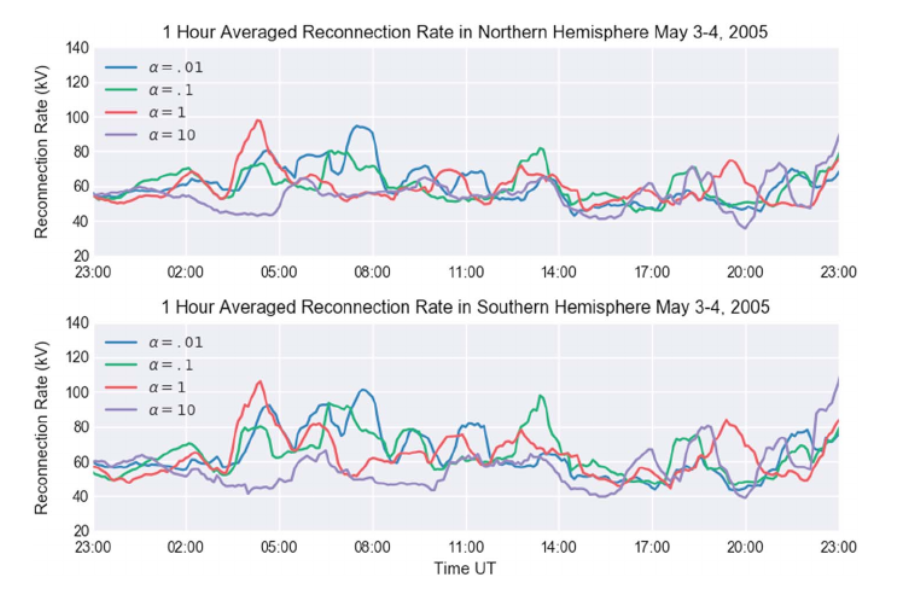 1 Hour Averaged Reconnection Rate in Northern Hemisphere May 3-4, 2005
Reconnection Rate (kV)
140
120
100
80
60
40
20
α = .01
α = .1
α = 1
α = 10
23:00 02:00 05:00 08:00 11:00 14:00 17:00 20:00 23:00
1 Hour Averaged Reconnection Rate in Southern Hemisphere May 3-4, 2005
Reconnection Rate (kV)
140
120
100
80
60
40
20
α = .01
α = .1
α = 1
α = 10
23:00 02:00 05:00 08:00 11:00 14:00 17:00 20:00 23:00
Time UT